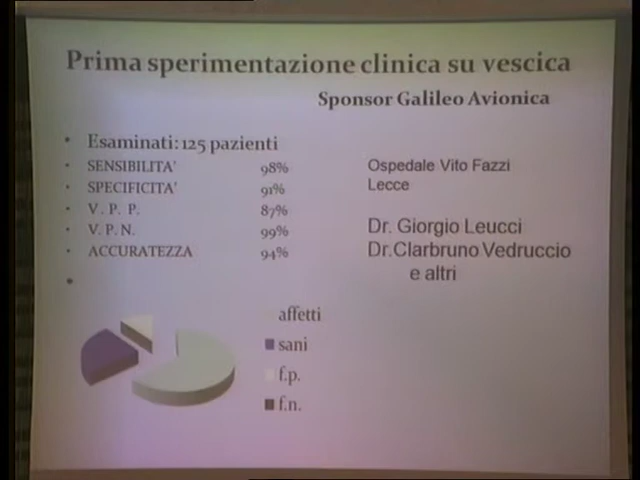 Prima sperimentazione clinica su vescica
Sponsor Galileo Avionica
• Esaminati: 125 pazienti
• SENSIBILITA' 98%
• SPECIFICITA' 91%
• V. P. P. 87%
• V. P. N. 99%
• ACCURATEZZA 94%
Ospedale Vito Fazzi
Lecce
Dr. Giorgio Leucci
Dr.Clarbruno Vedruccio
e altri
affetti
sani
f.p.
f.n.